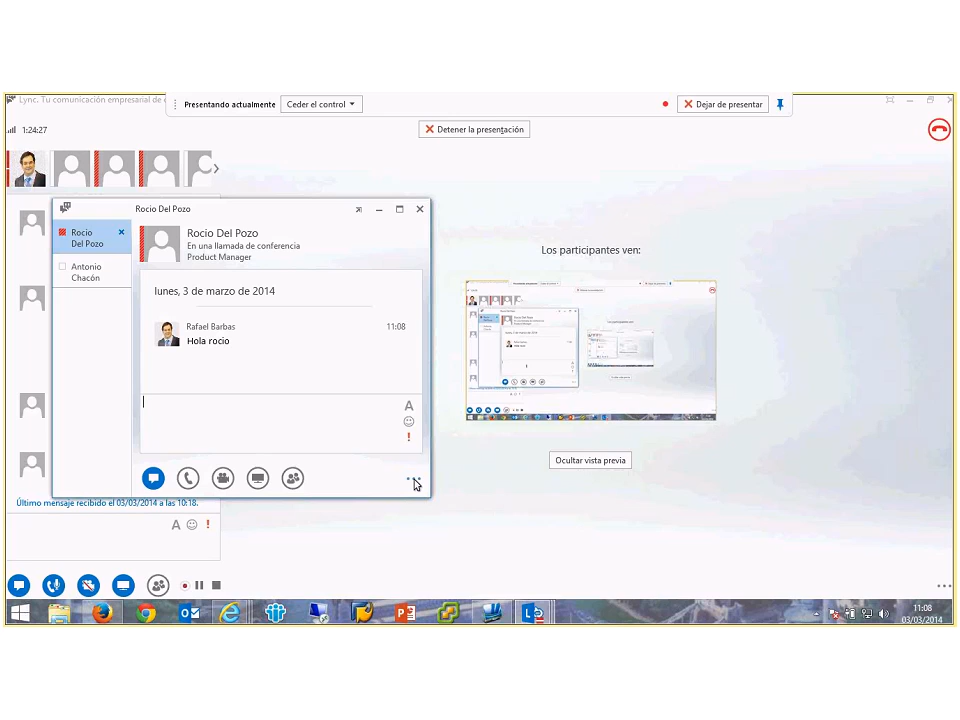 Lync. Tu comunicación empresarial de
Presentando actualmente
Ceder el control
Dejar de presentar
1:24:27
Detener la presentación
Rocio Del Pozo
Rocio
Del Pozo
Antonio
Chacón
Rocio Del Pozo
En una llamada de conferencia
Product Manager
lunes, 3 de marzo de 2014
Rafael Barbas
11:08
Hola rocio
A
!
Los participantes ven:
Ocultar vista previa
Último mensaje recibido el 03/03/2014 a las 10:18.
A
!
11:08
03/03/2014